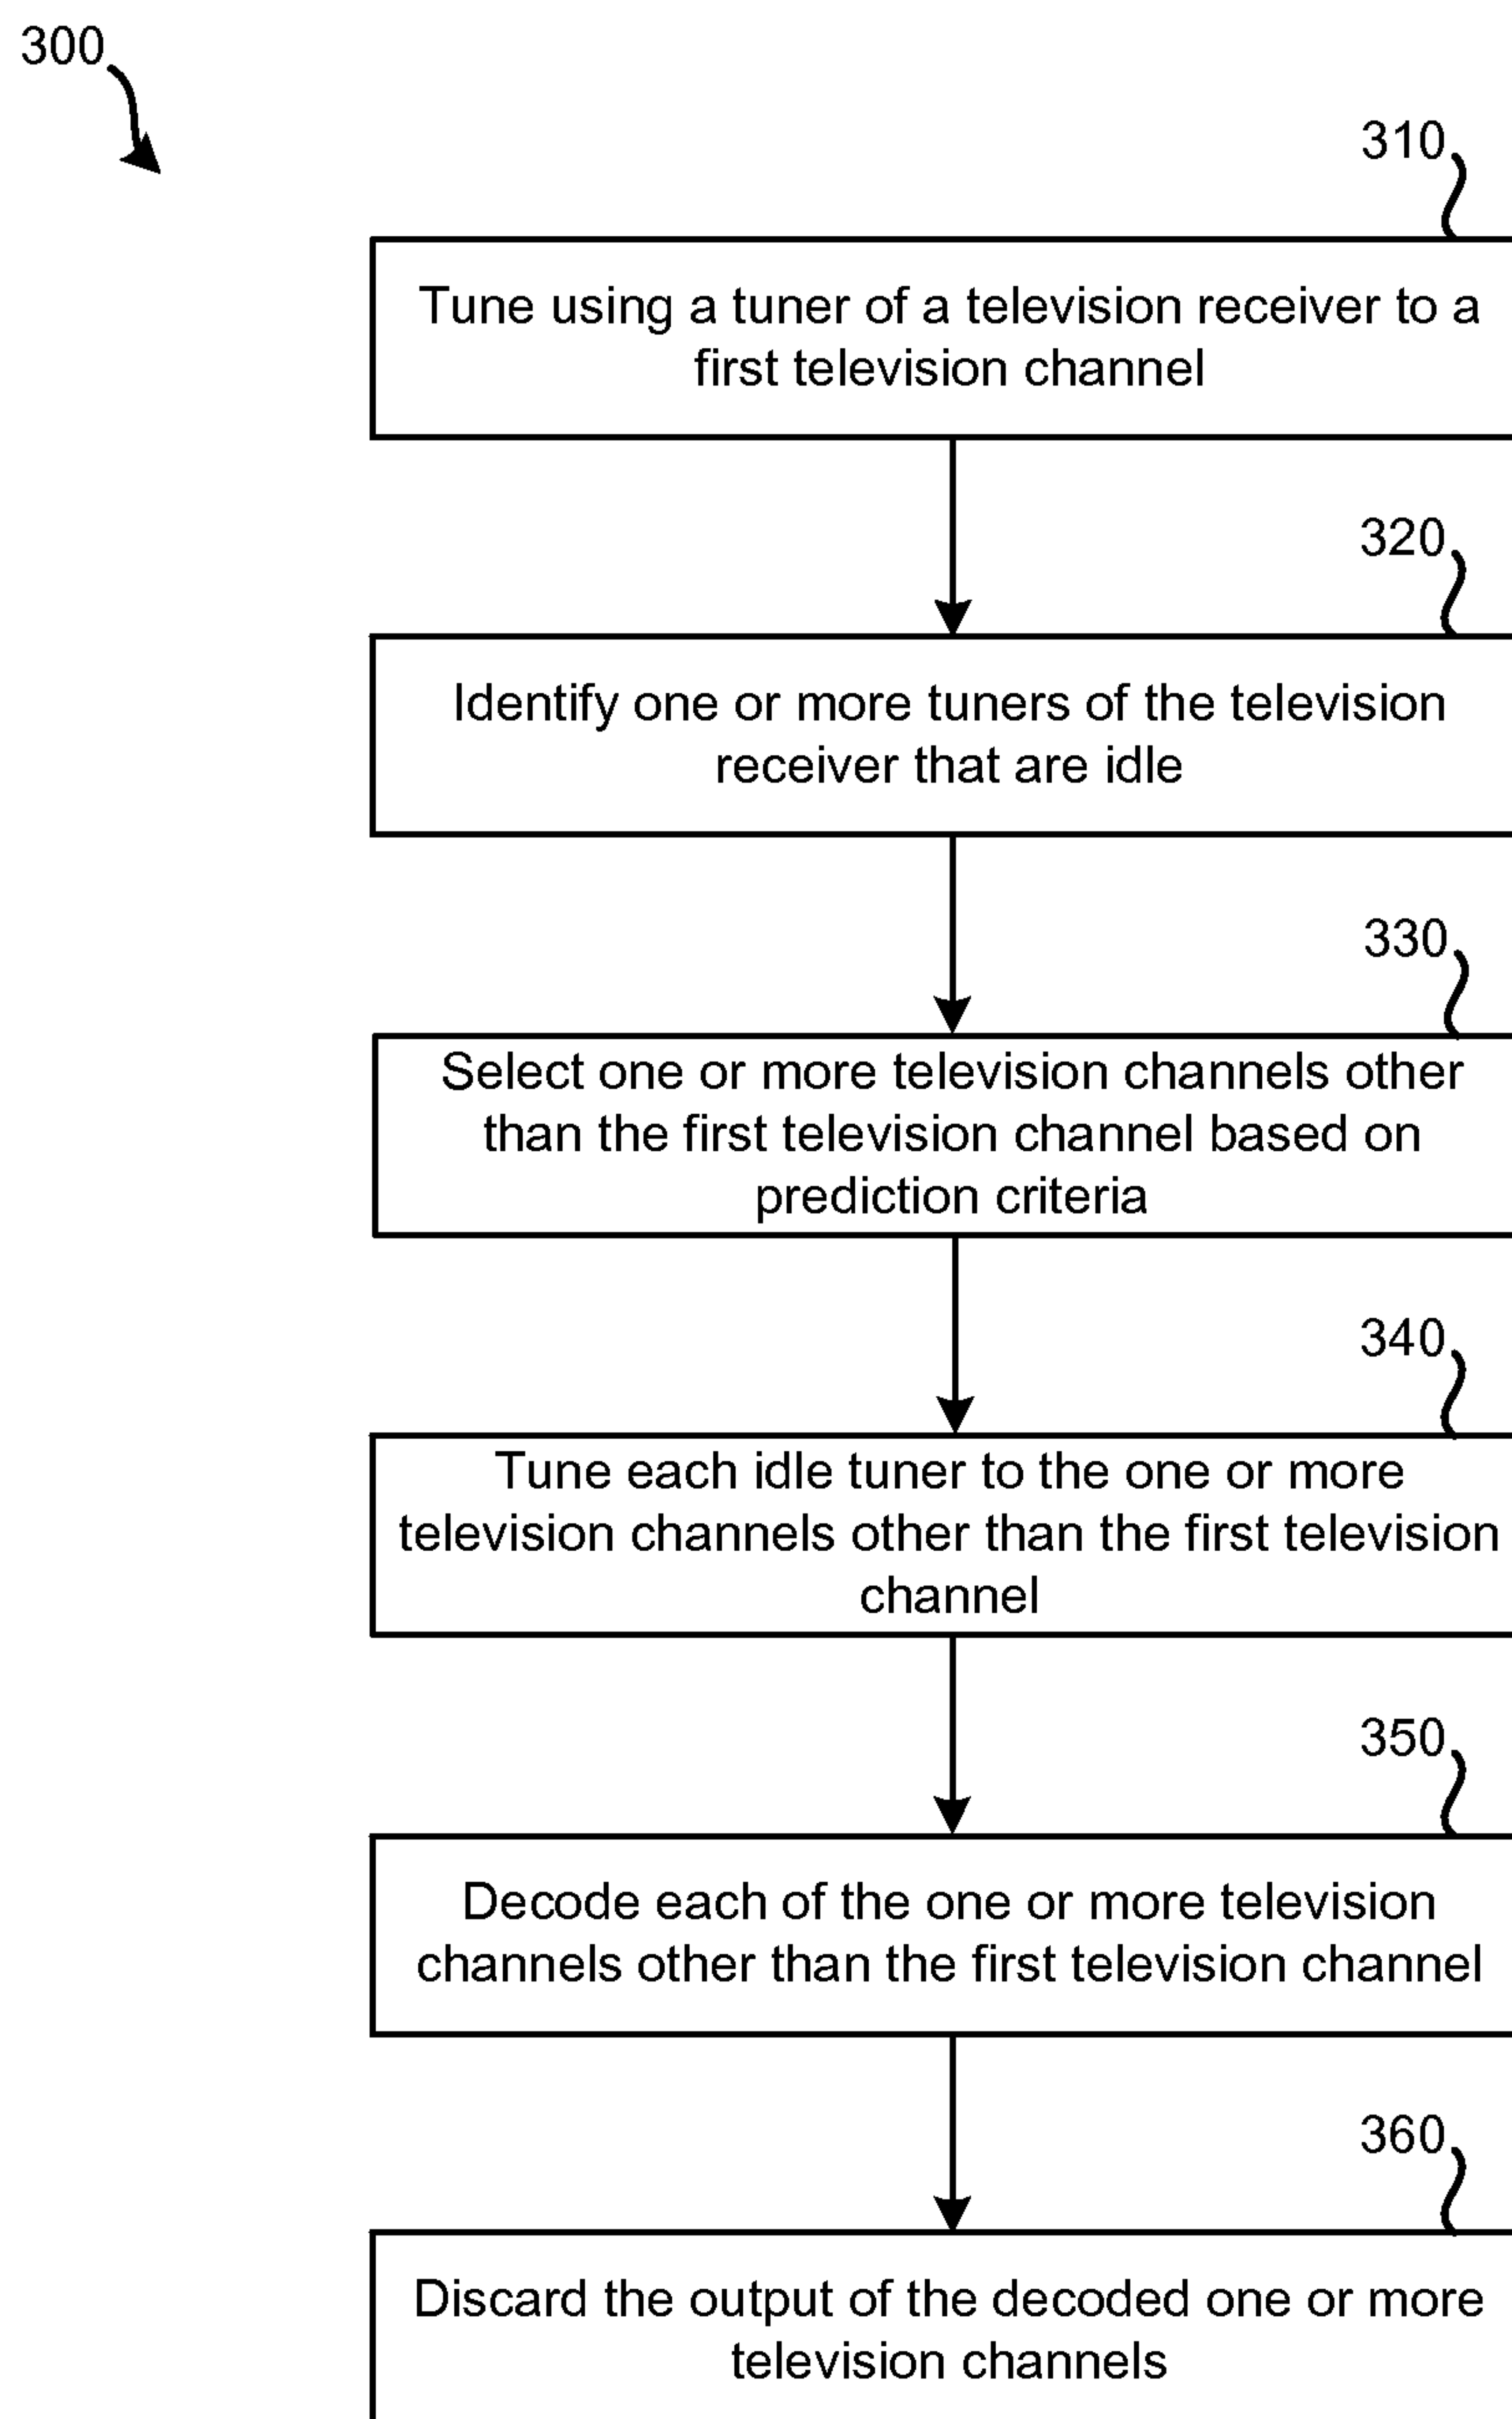 300
310
Tune using a tuner of a television receiver to a
first television channel
320
Identify one or more tuners of the television
receiver that are idle
330
Select one or more television channels other
than the first television channel based on
prediction criteria
340
Tune each idle tuner to the one or more
television channels other than the first television
channel
350
Decode each of the one or more television
channels other than the first television channel
360
Discard the output of the decoded one or more
television channels